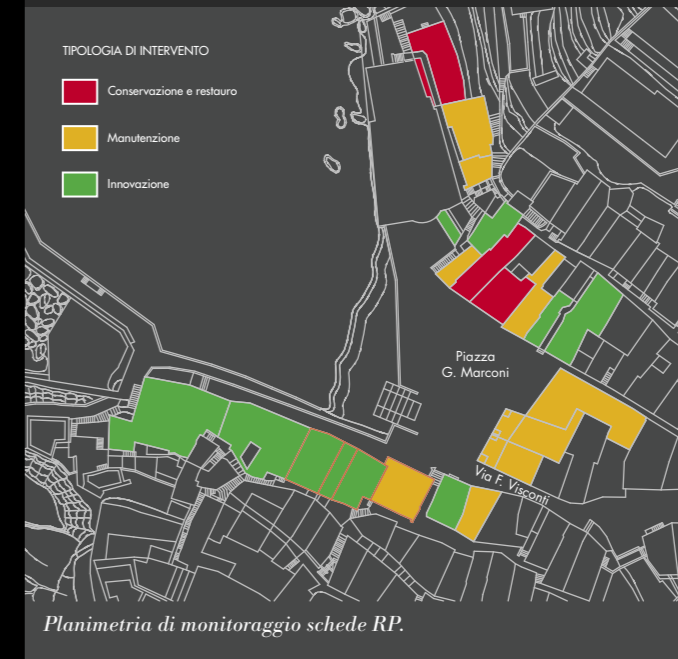 TIPOLOGIA DI INTERVENTO
Conservazione e restauro
Manutenzione
Innovazione
Piazza
G. Marconi
Via F. Visconti
Planimetria di monitoraggio schede RP.